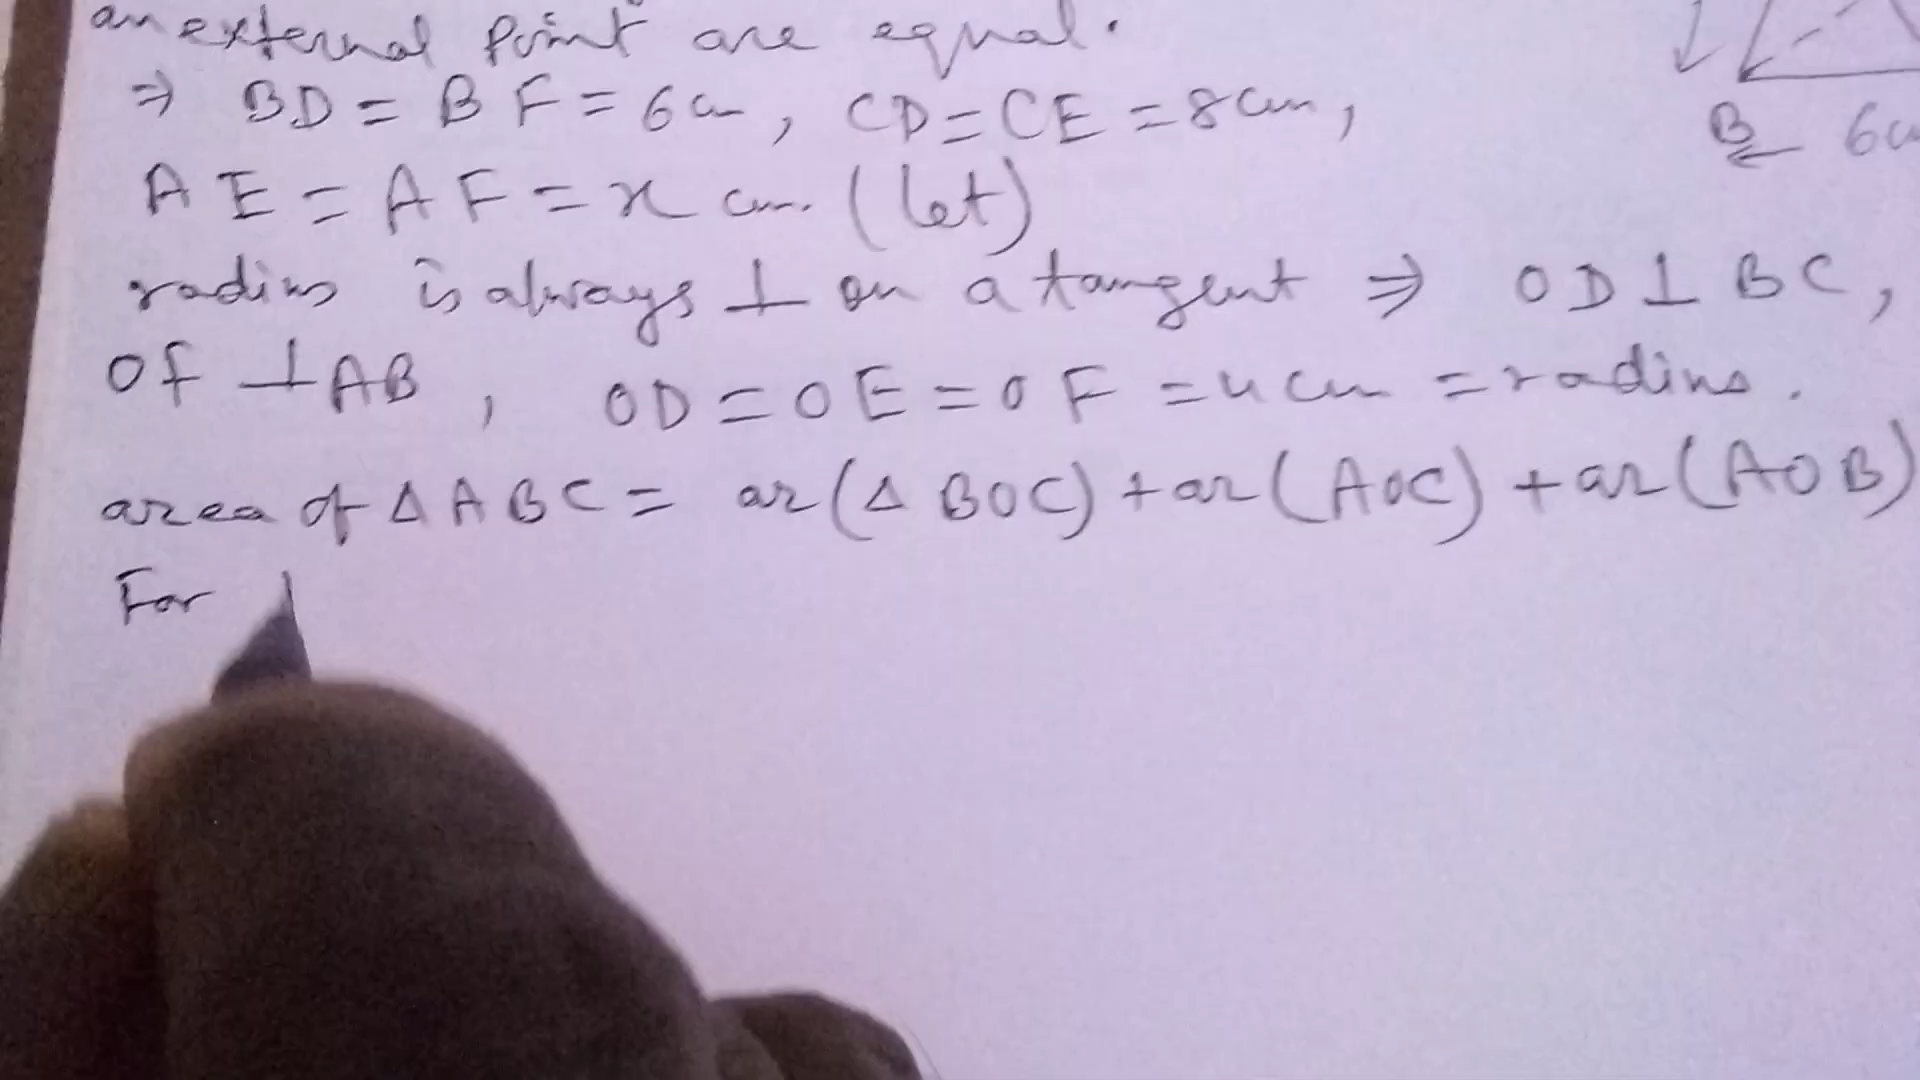 an external point are equal.
⇒ BD = BF = 6cm, CD = CE = 8cm,
AE = AF = x cm. (let)
radius is always ⊥ on a tangent ⇒ OD ⊥ BC,
OF ⊥ AB, OD = OE = OF = 4cm = radius.
area of Δ ABC = ar(Δ BOC) + ar(AOC) + ar(AOB)
For
B 6